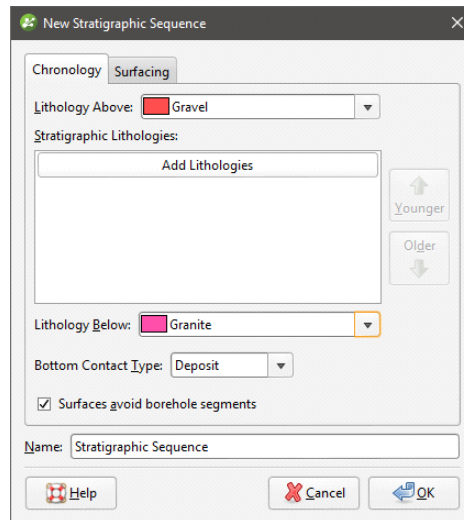 New Stratigraphic Sequence
Chronology Surfacing
Lithology Above: Gravel
Stratigraphic Lithologies:
Add Lithologies
Younger
Older
Lithology Below: Granite
Bottom Contact Type: Deposit
Surfaces avoid borehole segments
Name: Stratigraphic Sequence
Help Cancel OK